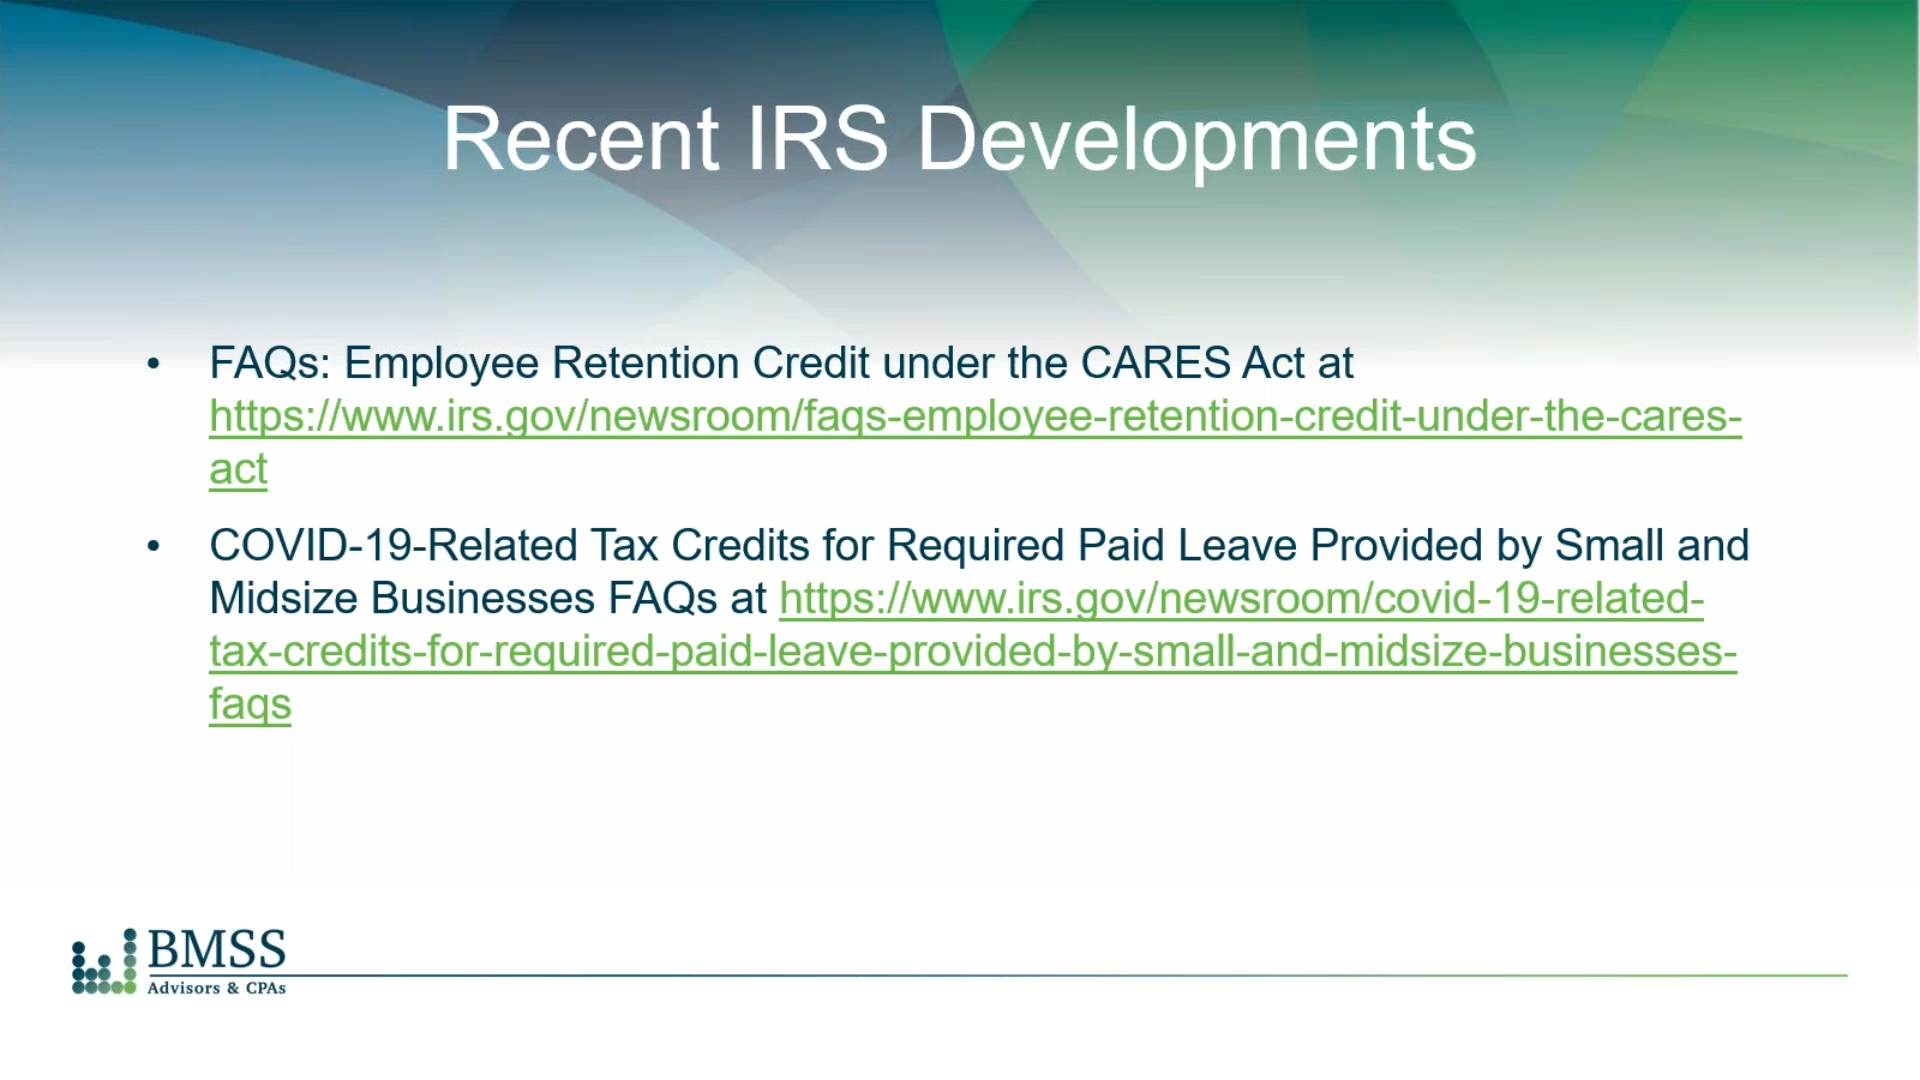 Recent IRS Developments
• FAQs: Employee Retention Credit under the CARES Act at
https://www.irs.gov/newsroom/faqs-employee-retention-credit-under-the-cares-
act
• COVID-19-Related Tax Credits for Required Paid Leave Provided by Small and
Midsize Businesses FAQs at https://www.irs.gov/newsroom/covid-19-related-
tax-credits-for-required-paid-leave-provided-by-small-and-midsize-businesses-
faqs
BMSS
Advisors & CPAs